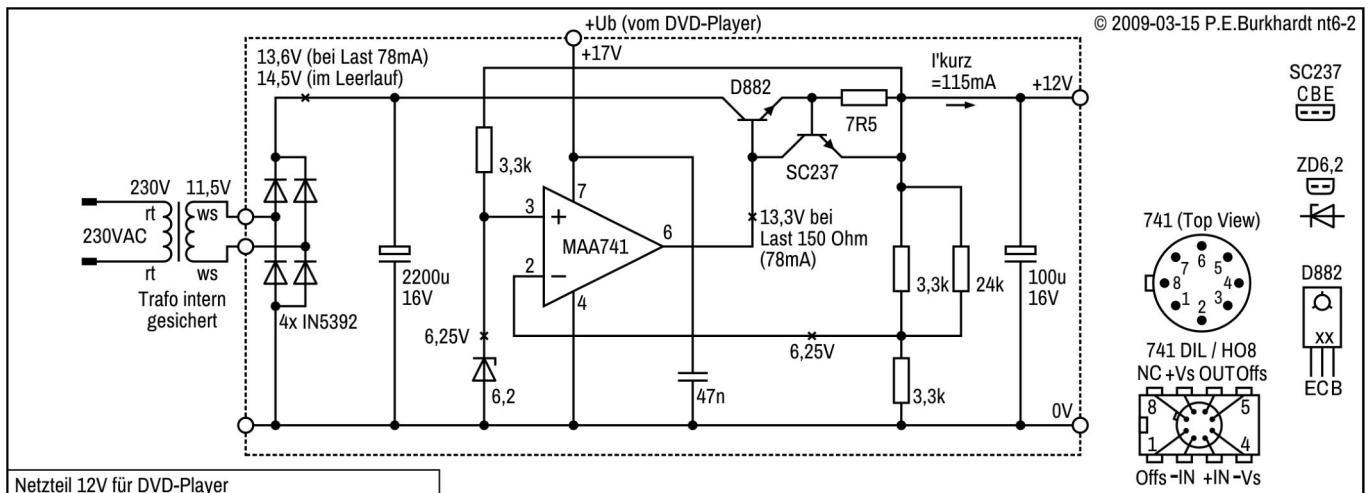 +Ub (vom DVD-Player)
© 2009-03-15 P.E.Burkhardt nt6-2
13,6V (bei Last 78mA)
14,5V (im Leerlauf)
+17V
I'kurz
=115mA
D882
+12V
7R5
SC237
3,3k
230V
11,5V
rt
ws
230VAC
rt
ws
Trafo intern
gesichert
4x IN5392
2200u
16V
7
3
+
MAA741
6
2
−
4
13,3V bei
Last 150 Ohm
(78mA)
3,3k
24k
100u
16V
6,25V
6,25V
6,2
47n
3,3k
0V
SC237
CBE
ZD6,2
741 (Top View)
6
7
5
8
4
1
3
2
D882
XX
ECB
741 DIL / HO8
NC +Vs OUT Offs
8
5
1
4
Offs -IN +IN -Vs
Netzteil 12V für DVD-Player